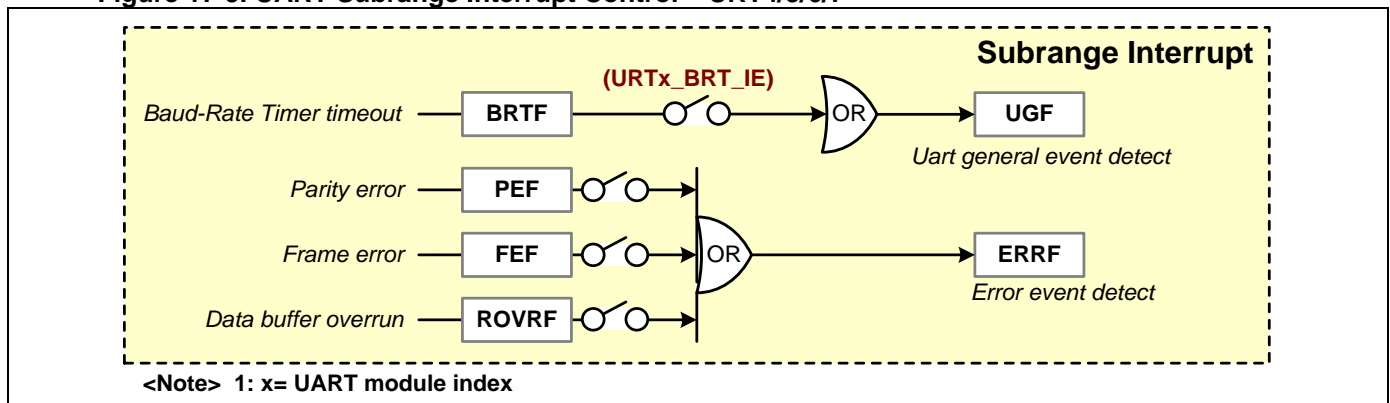 Subrange Interrupt
(URTx_BRT_IE)
Baud-Rate Timer timeout BRTF OR UGF
Uart general event detect
Parity error PEF
Frame error FEF OR ERRF
Error event detect
Data buffer overrun ROVRF
<Note> 1: x= UART module index